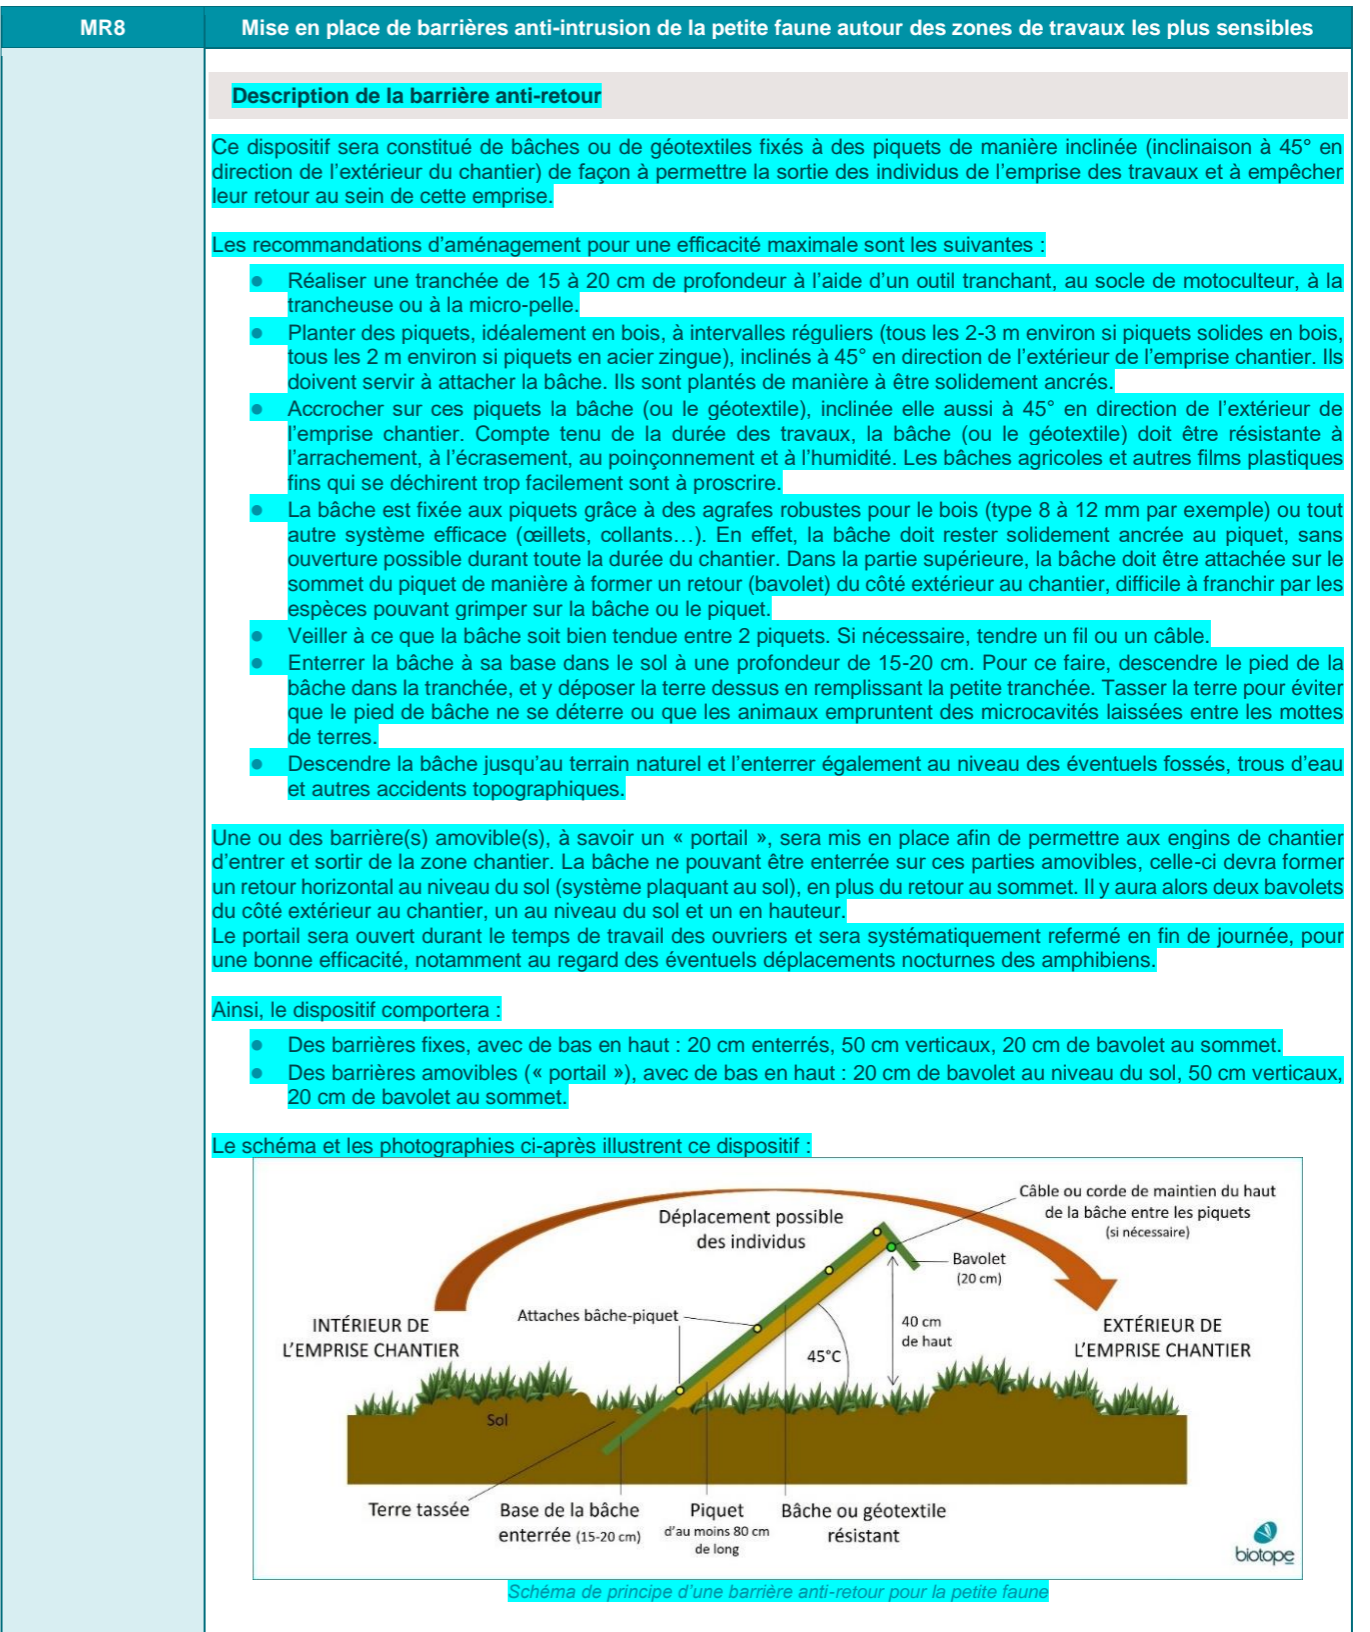 MR8
Mise en place de barrières anti-intrusion de la petite faune autour des zones de travaux les plus sensibles
Description de la barrière anti-retour
Ce dispositif sera constitué de bâches ou de géotextiles fixés à des piquets de manière inclinée (inclinaison à 45° en
direction de l’extérieur du chantier) de façon à permettre la sortie des individus de l’emprise des travaux et à empêcher
leur retour au sein de cette emprise.
Les recommandations d’aménagement pour une efficacité maximale sont les suivantes :
● Réaliser une tranchée de 15 à 20 cm de profondeur à l’aide d’un outil tranchant, au socle de motoculteur, à la
trancheuse ou à la micro-pelle.
● Planter des piquets, idéalement en bois, à intervalles réguliers (tous les 2-3 m environ si piquets solides en bois,
tous les 2 m environ si piquets en acier zingue), inclinés à 45° en direction de l’extérieur de l’emprise chantier. Ils
doivent servir à attacher la bâche. Ils sont plantés de manière à être solidement ancrés.
● Accrocher sur ces piquets la bâche (ou le géotextile), inclinée elle aussi à 45° en direction de l’extérieur de
l’emprise chantier. Compte tenu de la durée des travaux, la bâche (ou le géotextile) doit être résistante à
l’arrachement, à l’écrasement, au poinçonnement et à l’humidité. Les bâches agricoles et autres films plastiques
fins qui se déchirent trop facilement sont à proscrire.
● La bâche est fixée aux piquets grâce à des agrafes robustes pour le bois (type 8 à 12 mm par exemple) ou tout
autre système efficace (œillets, collants…). En effet, la bâche doit rester solidement ancrée au piquet, sans
ouverture possible durant toute la durée du chantier. Dans la partie supérieure, la bâche doit être attachée sur le
sommet du piquet de manière à former un retour (bavolet) du côté extérieur au chantier, difficile à franchir par les
espèces pouvant grimper sur la bâche ou le piquet.
● Veiller à ce que la bâche soit bien tendue entre 2 piquets. Si nécessaire, tendre un fil ou un câble.
● Enterrer la bâche à sa base dans le sol à une profondeur de 15-20 cm. Pour ce faire, descendre le pied de la
bâche dans la tranchée, et y déposer la terre dessus en remplissant la petite tranchée. Tasser la terre pour éviter
que le pied de bâche ne se déterre ou que les animaux empruntent des microcavités laissées entre les mottes
de terres.
● Descendre la bâche jusqu’au terrain naturel et l’enterrer également au niveau des éventuels fossés, trous d’eau
et autres accidents topographiques.
Une ou des barrière(s) amovible(s), à savoir un « portail », sera mis en place afin de permettre aux engins de chantier
d’entrer et sortir de la zone chantier. La bâche ne pouvant être enterrée sur ces parties amovibles, celle-ci devra former
un retour horizontal au niveau du sol (système plaquant au sol), en plus du retour au sommet. Il y aura alors deux bavolets
du côté extérieur au chantier, un au niveau du sol et un en hauteur.
Le portail sera ouvert durant le temps de travail des ouvriers et sera systématiquement refermé en fin de journée, pour
une bonne efficacité, notamment au regard des éventuels déplacements nocturnes des amphibiens.
Ainsi, le dispositif comportera :
● Des barrières fixes, avec de bas en haut : 20 cm enterrés, 50 cm verticaux, 20 cm de bavolet au sommet.
● Des barrières amovibles (« portail »), avec de bas en haut : 20 cm de bavolet au niveau du sol, 50 cm verticaux,
20 cm de bavolet au sommet.
Le schéma et les photographies ci-après illustrent ce dispositif :
Câble ou corde de maintien du haut
de la bâche entre les piquets
(si nécessaire)
Déplacement possible
des individus
Bavolet
(20 cm)
Attaches bâche-piquet
INTÉRIEUR DE
L’EMPRISE CHANTIER
40 cm
de haut
45°C
EXTÉRIEUR DE
L’EMPRISE CHANTIER
Sol
Terre tassée
Base de la bâche
enterrée (15-20 cm)
Piquet
d’au moins 80 cm
de long
Bâche ou géotextile
résistant
biotope
Schéma de principe d’une barrière anti-retour pour la petite faune